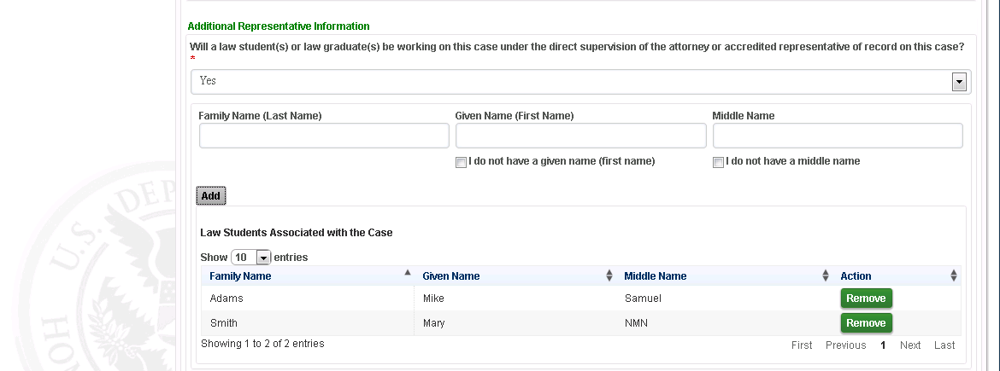 Additional Representative Information
Will a law student(s) or law graduate(s) be working on this case under the direct supervision of the attorney or accredited representative of record on this case?
*
Yes
Family Name (Last Name) Given Name (First Name) Middle Name
I do not have a given name (first name) I do not have a middle name
Add
Law Students Associated with the Case
Show 10 entries
Family Name Given Name Middle Name Action
Adams Mike Samuel Remove
Smith Mary NMN Remove
Showing 1 to 2 of 2 entries First Previous 1 Next Last
U.S. DEP